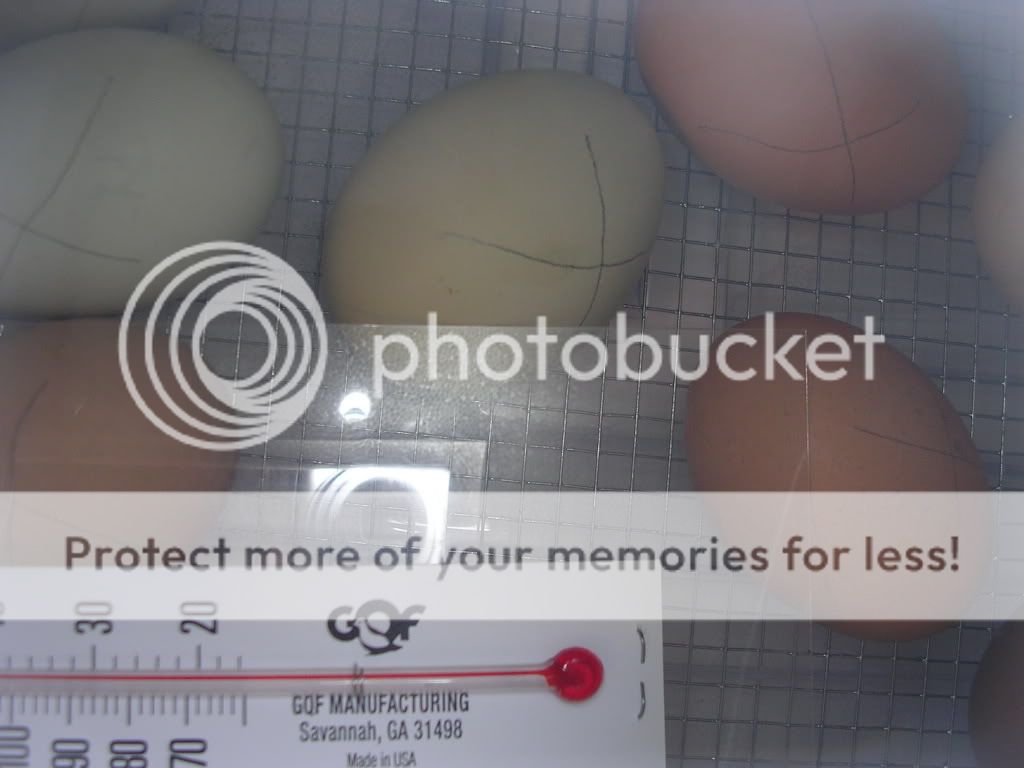 photobucket
Protect more of your memories for less!
30 20
GQF
GQF MANUFACTURING
Savannah, GA 31498
Made in USA
100 90 80 70